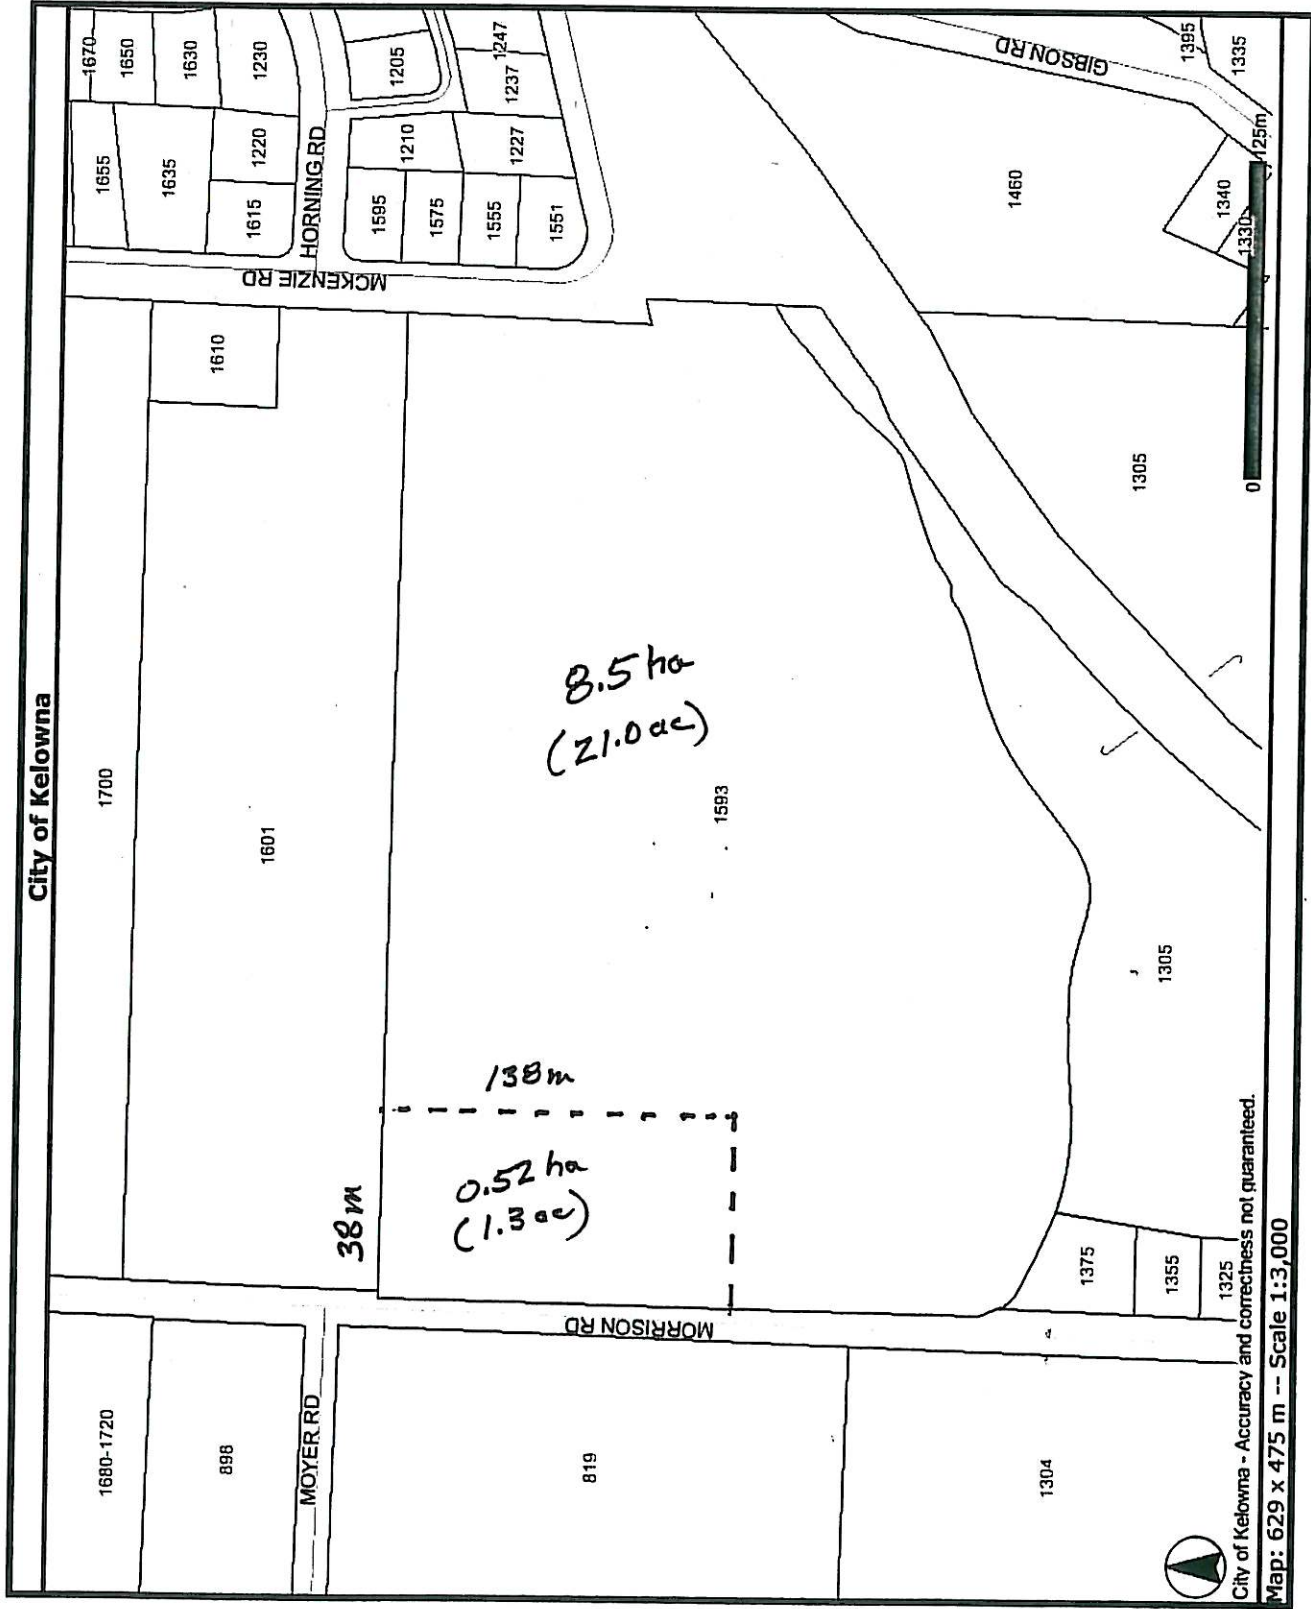 City of Kelowna
1680-1720
1700
1655
1670
1650
1635
1630
898
1601
1610
1615
1220
1230
MOYER RD
MCKENZIE RD
HORNING RD
38m
138m
1595
1210
1205
1575
1555
1227
1237
1247
1551
0.52 ha
(1.3 ac)
8.5 ha
(21.0 ac)
819
MORRISON RD
1593
1460
GIBSON RD
1304
1375
1355
1325
1305
1305
1330
1340
1395
1335
0
125m
City of Kelowna - Accuracy and correctness not guaranteed.
Map: 629 x 475 m -- Scale 1:3,000